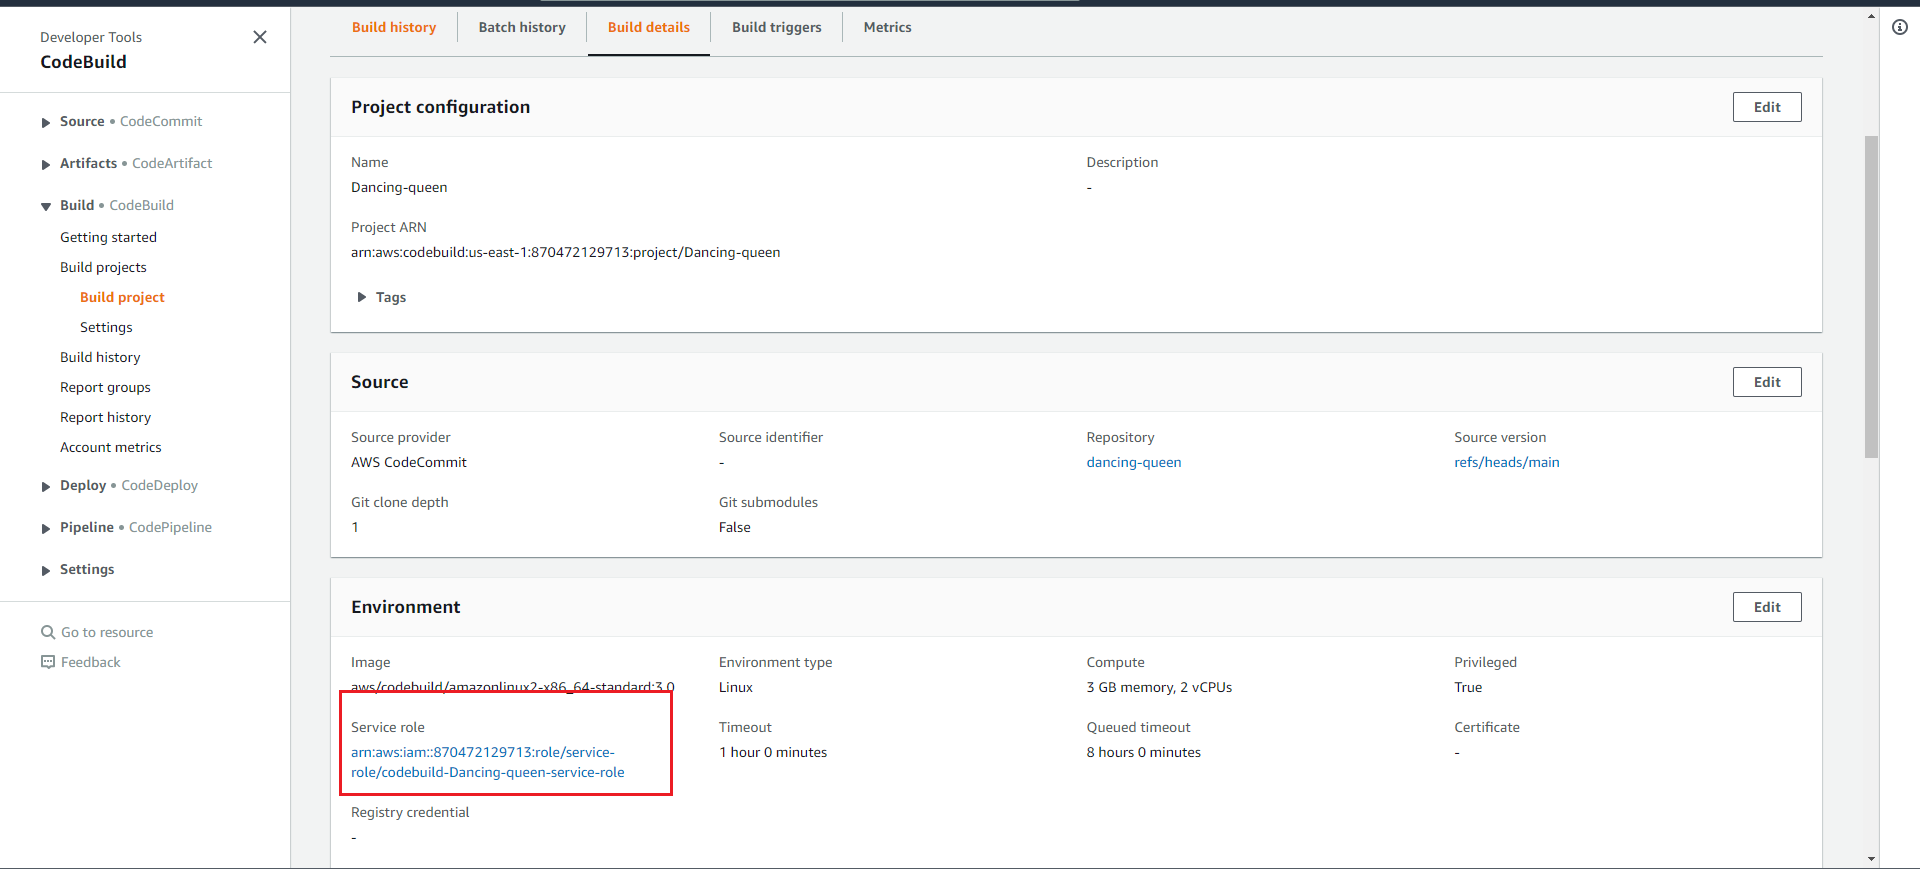 Developer Tools
CodeBuild
Source • CodeCommit
Artifacts • CodeArtifact
Build • CodeBuild
Getting started
Build projects
Build project
Settings
Build history
Report groups
Report history
Account metrics
Deploy • CodeDeploy
Pipeline • CodePipeline
Settings
Go to resource
Feedback
Build history Batch history Build details Build triggers Metrics
Project configuration Edit
Name Description
Dancing-queen -
Project ARN
arn:aws:codebuild:us-east-1:870472129713:project/Dancing-queen
Tags
Source Edit
Source provider Source identifier Repository Source version
AWS CodeCommit - dancing-queen refs/heads/main
Git clone depth Git submodules
1 False
Environment Edit
Image Environment type Compute Privileged
aws/codebuild/amazonlinux2-x86_64-standard:3.0 Linux 3 GB memory, 2 vCPUs True
Service role Timeout Queued timeout Certificate
arn:aws:iam::870472129713:role/service- 1 hour 0 minutes 8 hours 0 minutes -
role/codebuild-Dancing-queen-service-role
Registry credential
-